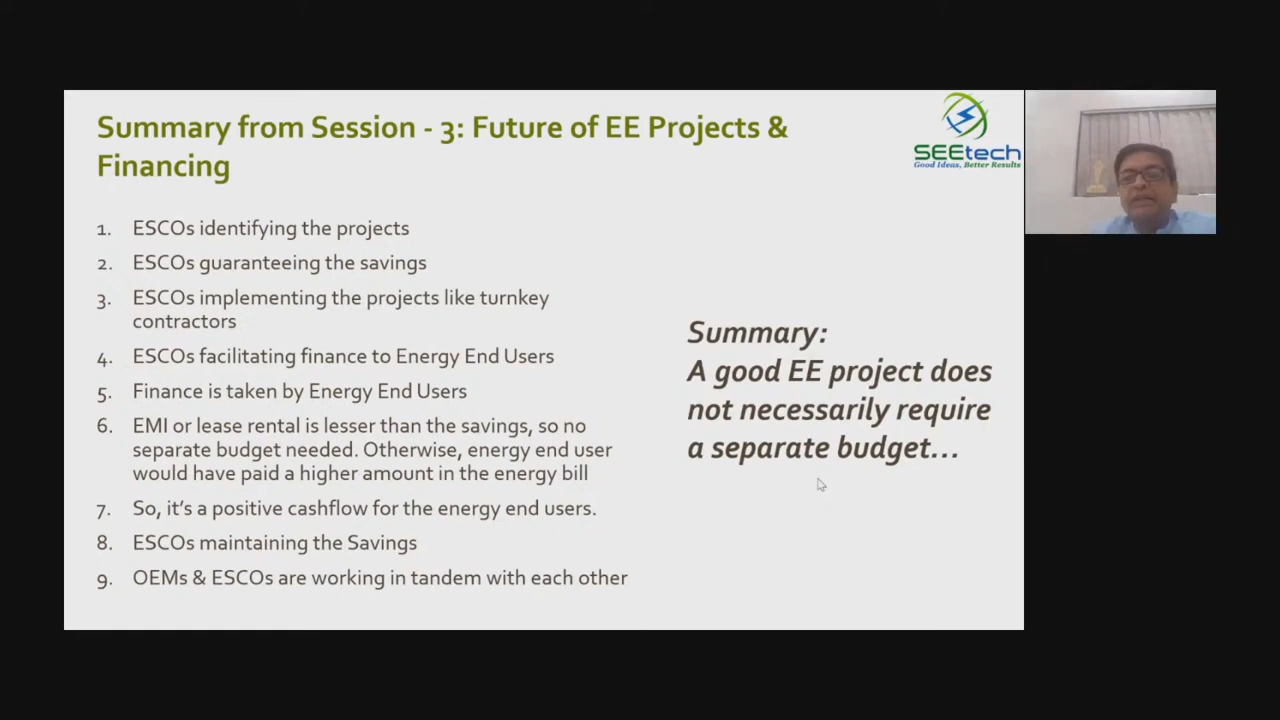 Summary from Session - 3: Future of EE Projects &
Financing
SEEtech
Good Ideas, Better Results
1. ESCOs identifying the projects
2. ESCOs guaranteeing the savings
3. ESCOs implementing the projects like turnkey
contractors
4. ESCOs facilitating finance to Energy End Users
5. Finance is taken by Energy End Users
6. EMI or lease rental is lesser than the savings, so no
separate budget needed. Otherwise, energy end user
would have paid a higher amount in the energy bill
7. So, it's a positive cashflow for the energy end users.
8. ESCOs maintaining the Savings
9. OEMs & ESCOs are working in tandem with each other
Summary:
A good EE project does
not necessarily require
a separate budget...